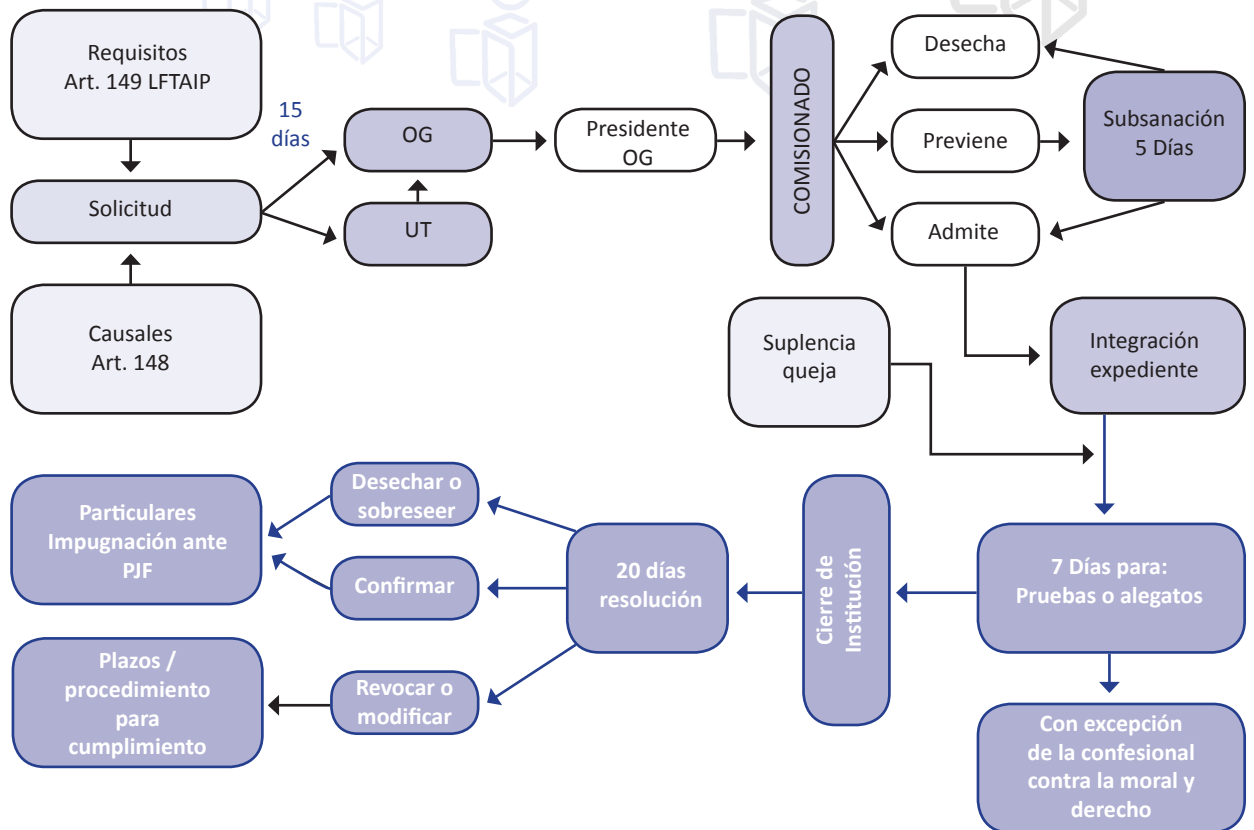 Requisitos
Art. 149 LFTAIP
15
días
Solicitud
Causales
Art. 148
OG
UT
Presidente
OG
COMISIONADO
Desecha
Previene
Admite
Subsanación
5 Días
Suplencia
queja
Integración
expediente
7 Días para:
Pruebas o alegatos
Con excepción
de la confesional
contra la moral y
derecho
Cierre de
Institución
20 días
resolución
Desechar o
sobreseer
Confirmar
Revocar o
modificar
Particulares
Impugnación ante
PJF
Plazos /
procedimiento
para
cumplimiento